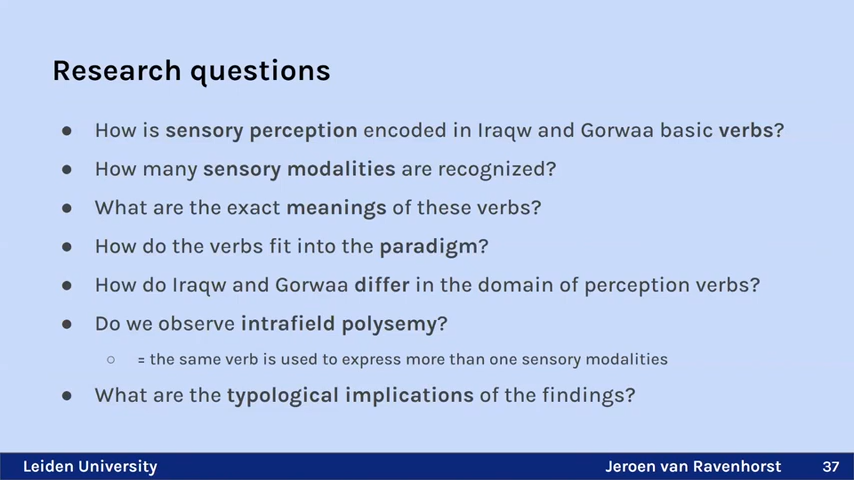 Research questions
● How is sensory perception encoded in Iraqw and Gorwaa basic verbs?
● How many sensory modalities are recognized?
● What are the exact meanings of these verbs?
● How do the verbs fit into the paradigm?
● How do Iraqw and Gorwaa differ in the domain of perception verbs?
● Do we observe intrafield polysemy?
○ = the same verb is used to express more than one sensory modalities
● What are the typological implications of the findings?
Leiden University Jeroen van Ravenhorst 37